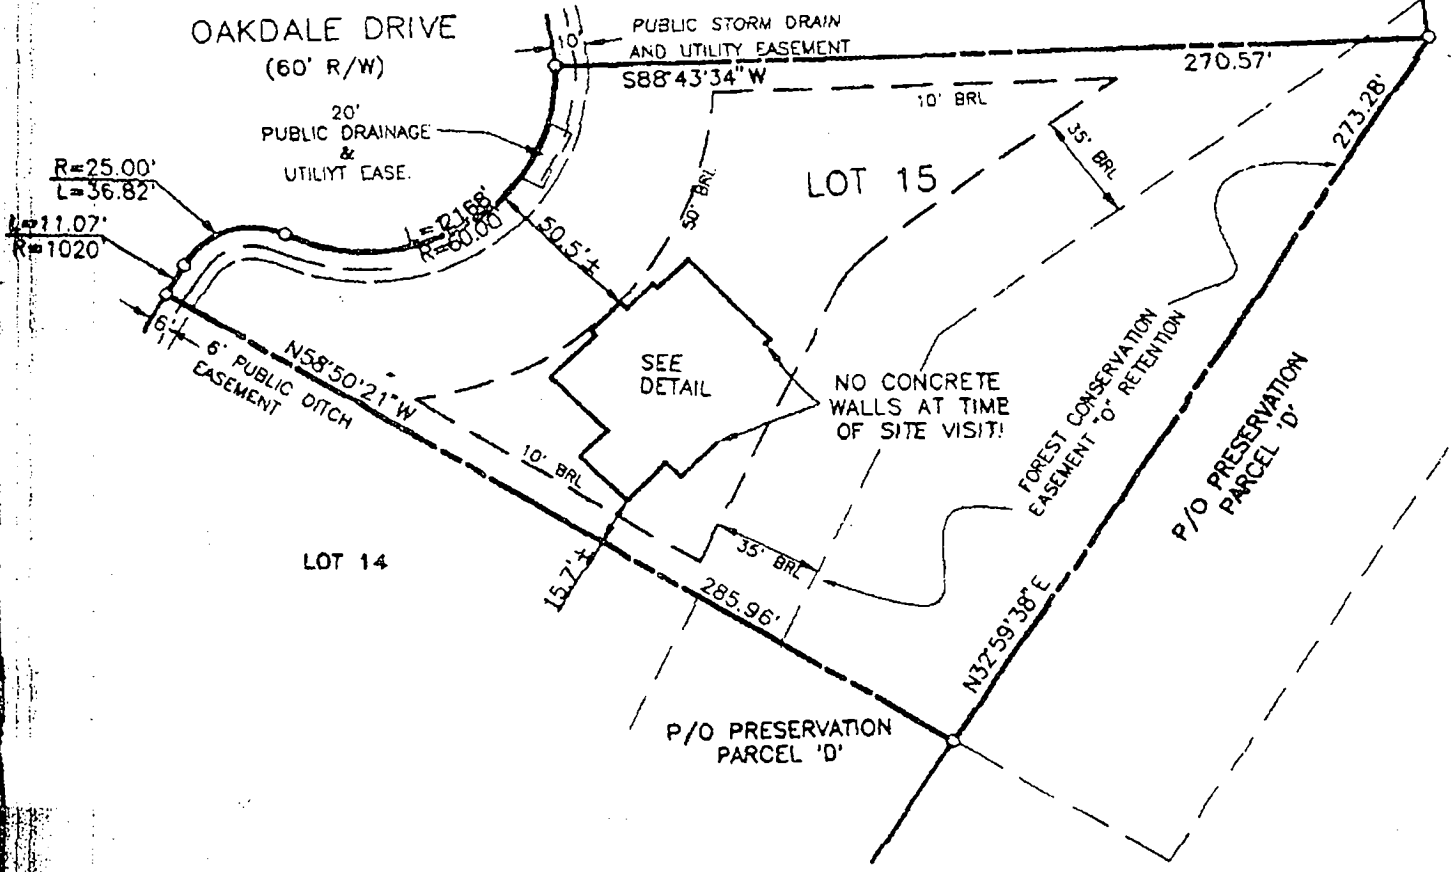 OAKDALE DRIVE
(60' R/W)
20'
PUBLIC DRAINAGE
&
UTILIYT EASE.
10'
PUBLIC STORM DRAIN
AND UTILITY EASEMENT
S88°43'34"W
270.57'
10' BRL
35' BRL
273.28'
R=25.00'
L=36.82'
L=11.07'
R=1020'
R=60.00'
50.5'±
50' BRL
LOT 15
6'
6' PUBLIC DITCH
EASEMENT
N58°50'21"W
SEE
DETAIL
NO CONCRETE
WALLS AT TIME
OF SITE VISIT!
FOREST CONSERVATION
EASEMENT "O" RETENTION
P/O PRESERVATION
PARCEL 'D'
10' BRL
LOT 14
15.7'±
35' BRL
285.96'
N32°59'38"E
P/O PRESERVATION
PARCEL 'D'